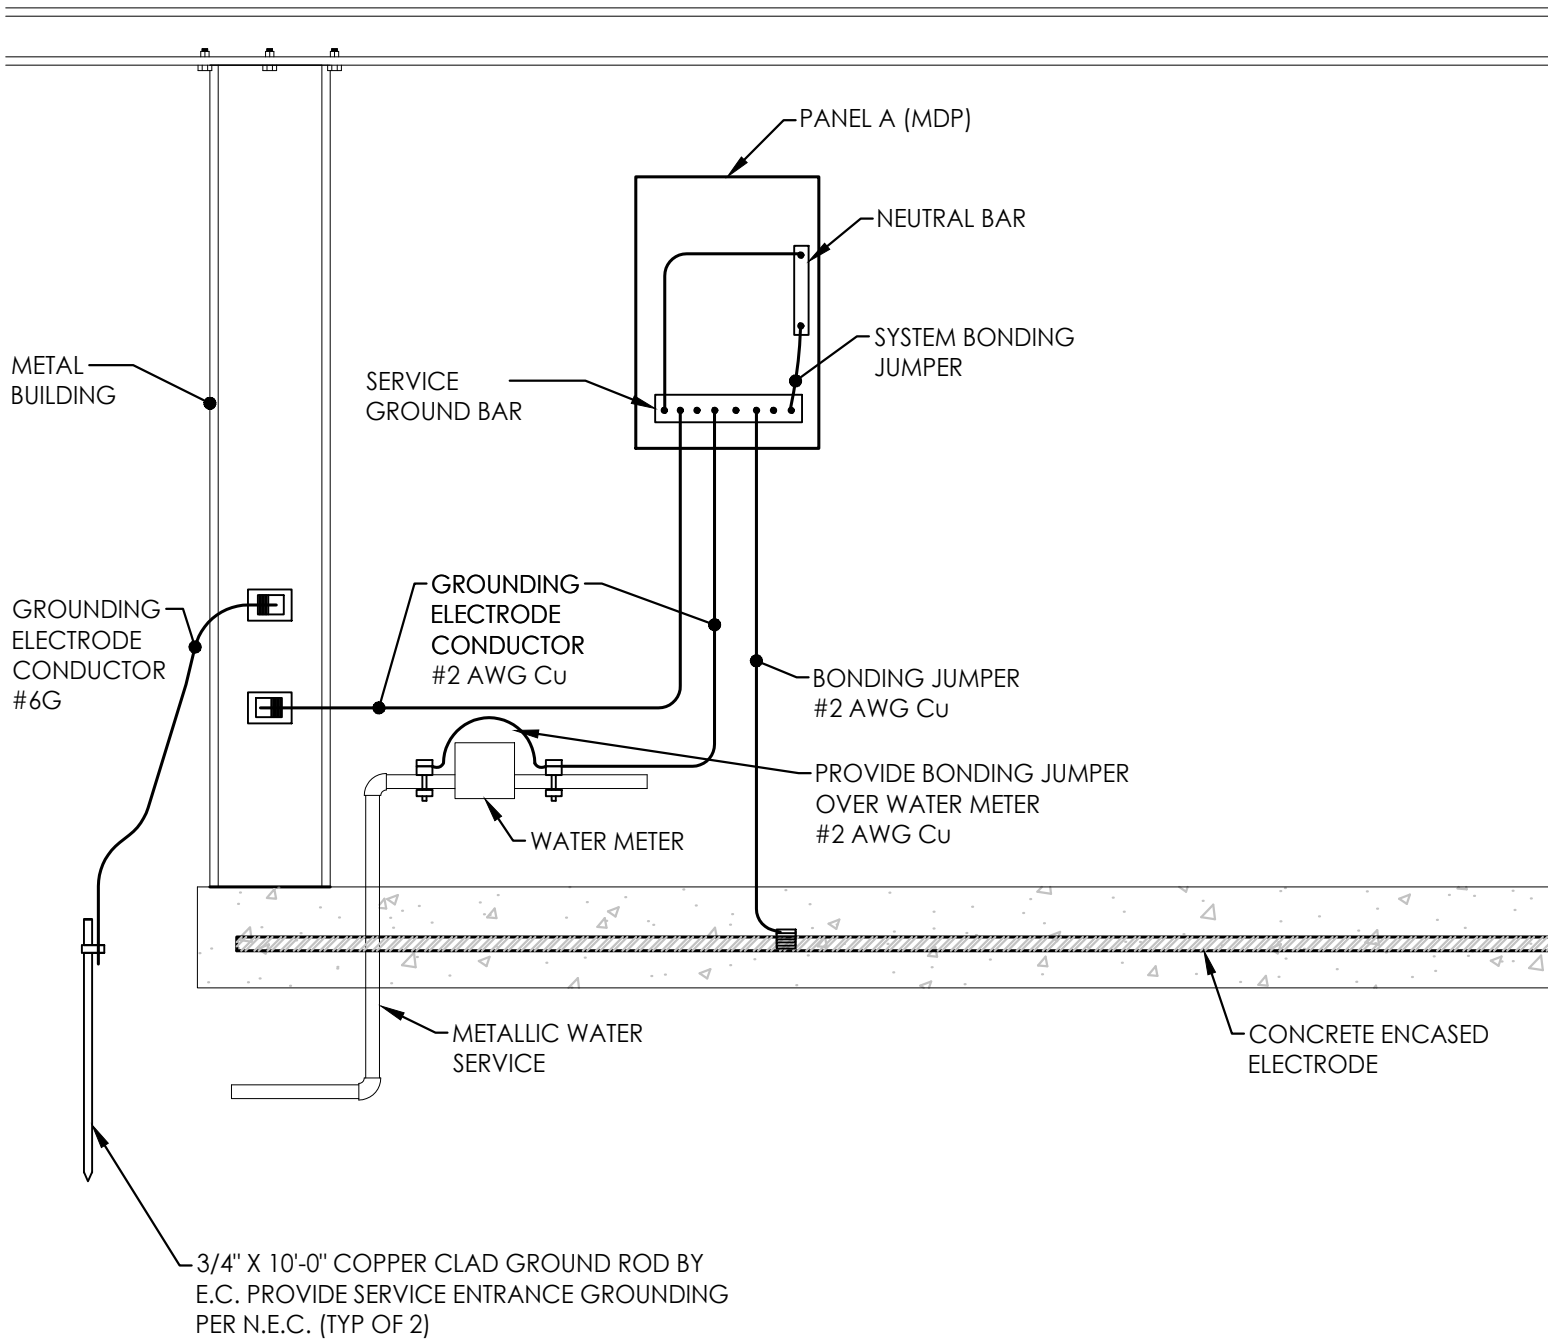 PANEL A (MDP)
NEUTRAL BAR
SYSTEM BONDING
JUMPER
METAL
BUILDING
SERVICE
GROUND BAR
GROUNDING
ELECTRODE
CONDUCTOR
#6G
GROUNDING
ELECTRODE
CONDUCTOR
#2 AWG Cu
BONDING JUMPER
#2 AWG Cu
PROVIDE BONDING JUMPER
OVER WATER METER
#2 AWG Cu
WATER METER
METALLIC WATER
SERVICE
CONCRETE ENCASED
ELECTRODE
3/4" X 10'-0" COPPER CLAD GROUND ROD BY
E.C. PROVIDE SERVICE ENTRANCE GROUNDING
PER N.E.C. (TYP OF 2)